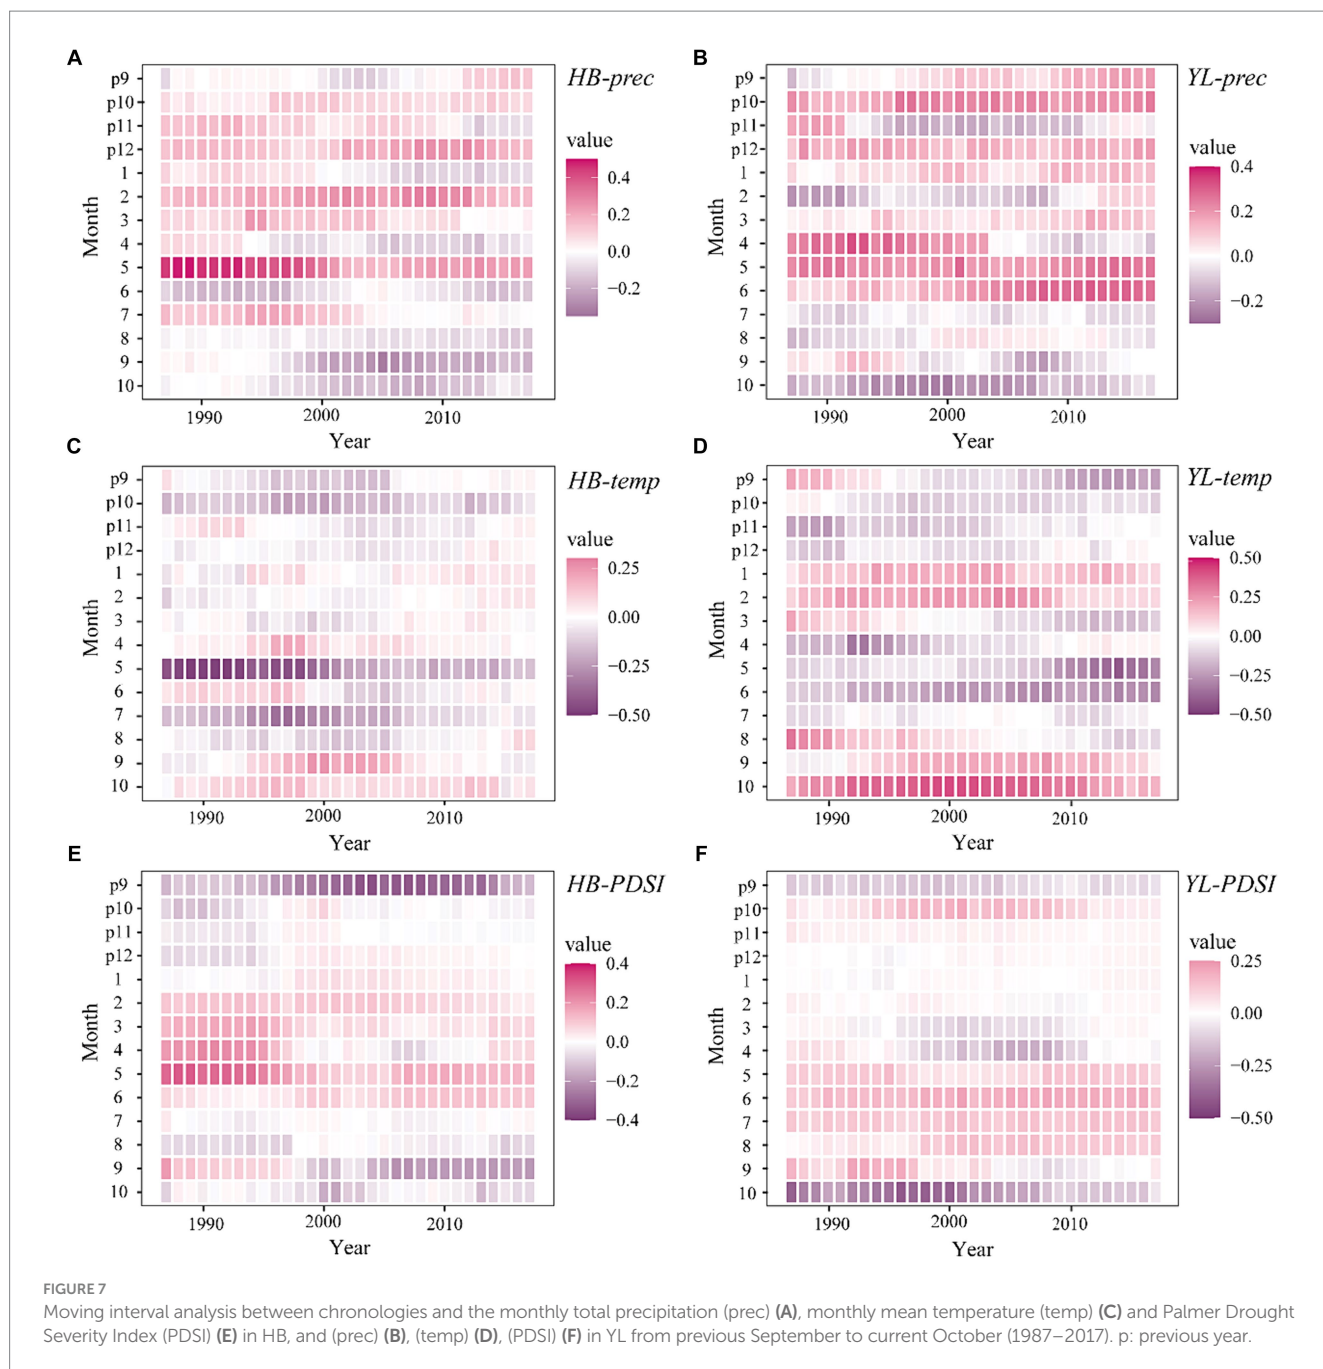 A
HB-prec
p9
p10
p11
p12
1
2
3
4
5
6
7
8
9
10
Month
1990
2000
2010
Year
value
0.4
0.2
0.0
−0.2
B
YL-prec
p9
p10
p11
p12
1
2
3
4
5
6
7
8
9
10
Month
1990
2000
2010
Year
value
0.4
0.2
0.0
−0.2
C
HB-temp
p9
p10
p11
p12
1
2
3
4
5
6
7
8
9
10
Month
1990
2000
2010
Year
value
0.25
0.00
−0.25
−0.50
D
YL-temp
p9
p10
p11
p12
1
2
3
4
5
6
7
8
9
10
Month
1990
2000
2010
Year
value
0.50
0.25
0.00
−0.25
−0.50
E
HB-PDSI
p9
p10
p11
p12
1
2
3
4
5
6
7
8
9
10
Month
1990
2000
2010
Year
value
0.4
0.2
0.0
−0.2
−0.4
F
YL-PDSI
p9
p10
p11
p12
1
2
3
4
5
6
7
8
9
10
Month
1990
2000
2010
Year
value
0.25
0.00
−0.25
−0.50
FIGURE 7
Moving interval analysis between chronologies and the monthly total precipitation (prec) (A), monthly mean temperature (temp) (C) and Palmer Drought
Severity Index (PDSI) (E) in HB, and (prec) (B), (temp) (D), (PDSI) (F) in YL from previous September to current October (1987–2017). p: previous year.